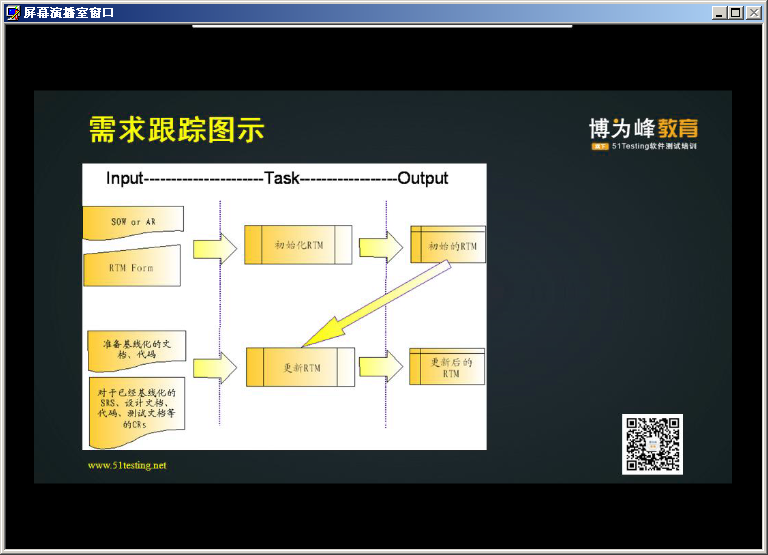 屏幕演播室窗口
需求跟踪图示
博为峰教育
51Testing软件测试培训
Input----------------------Task------------------Output
SOW or AR
RTM Form
初始化RTM
初始的RTM
准备基线化的文
档、代码
更新RTM
更新后的
RTM
对于已经基线化的
SRS、设计文档、
代码、测试文档等
的CRs
www.51testing.net